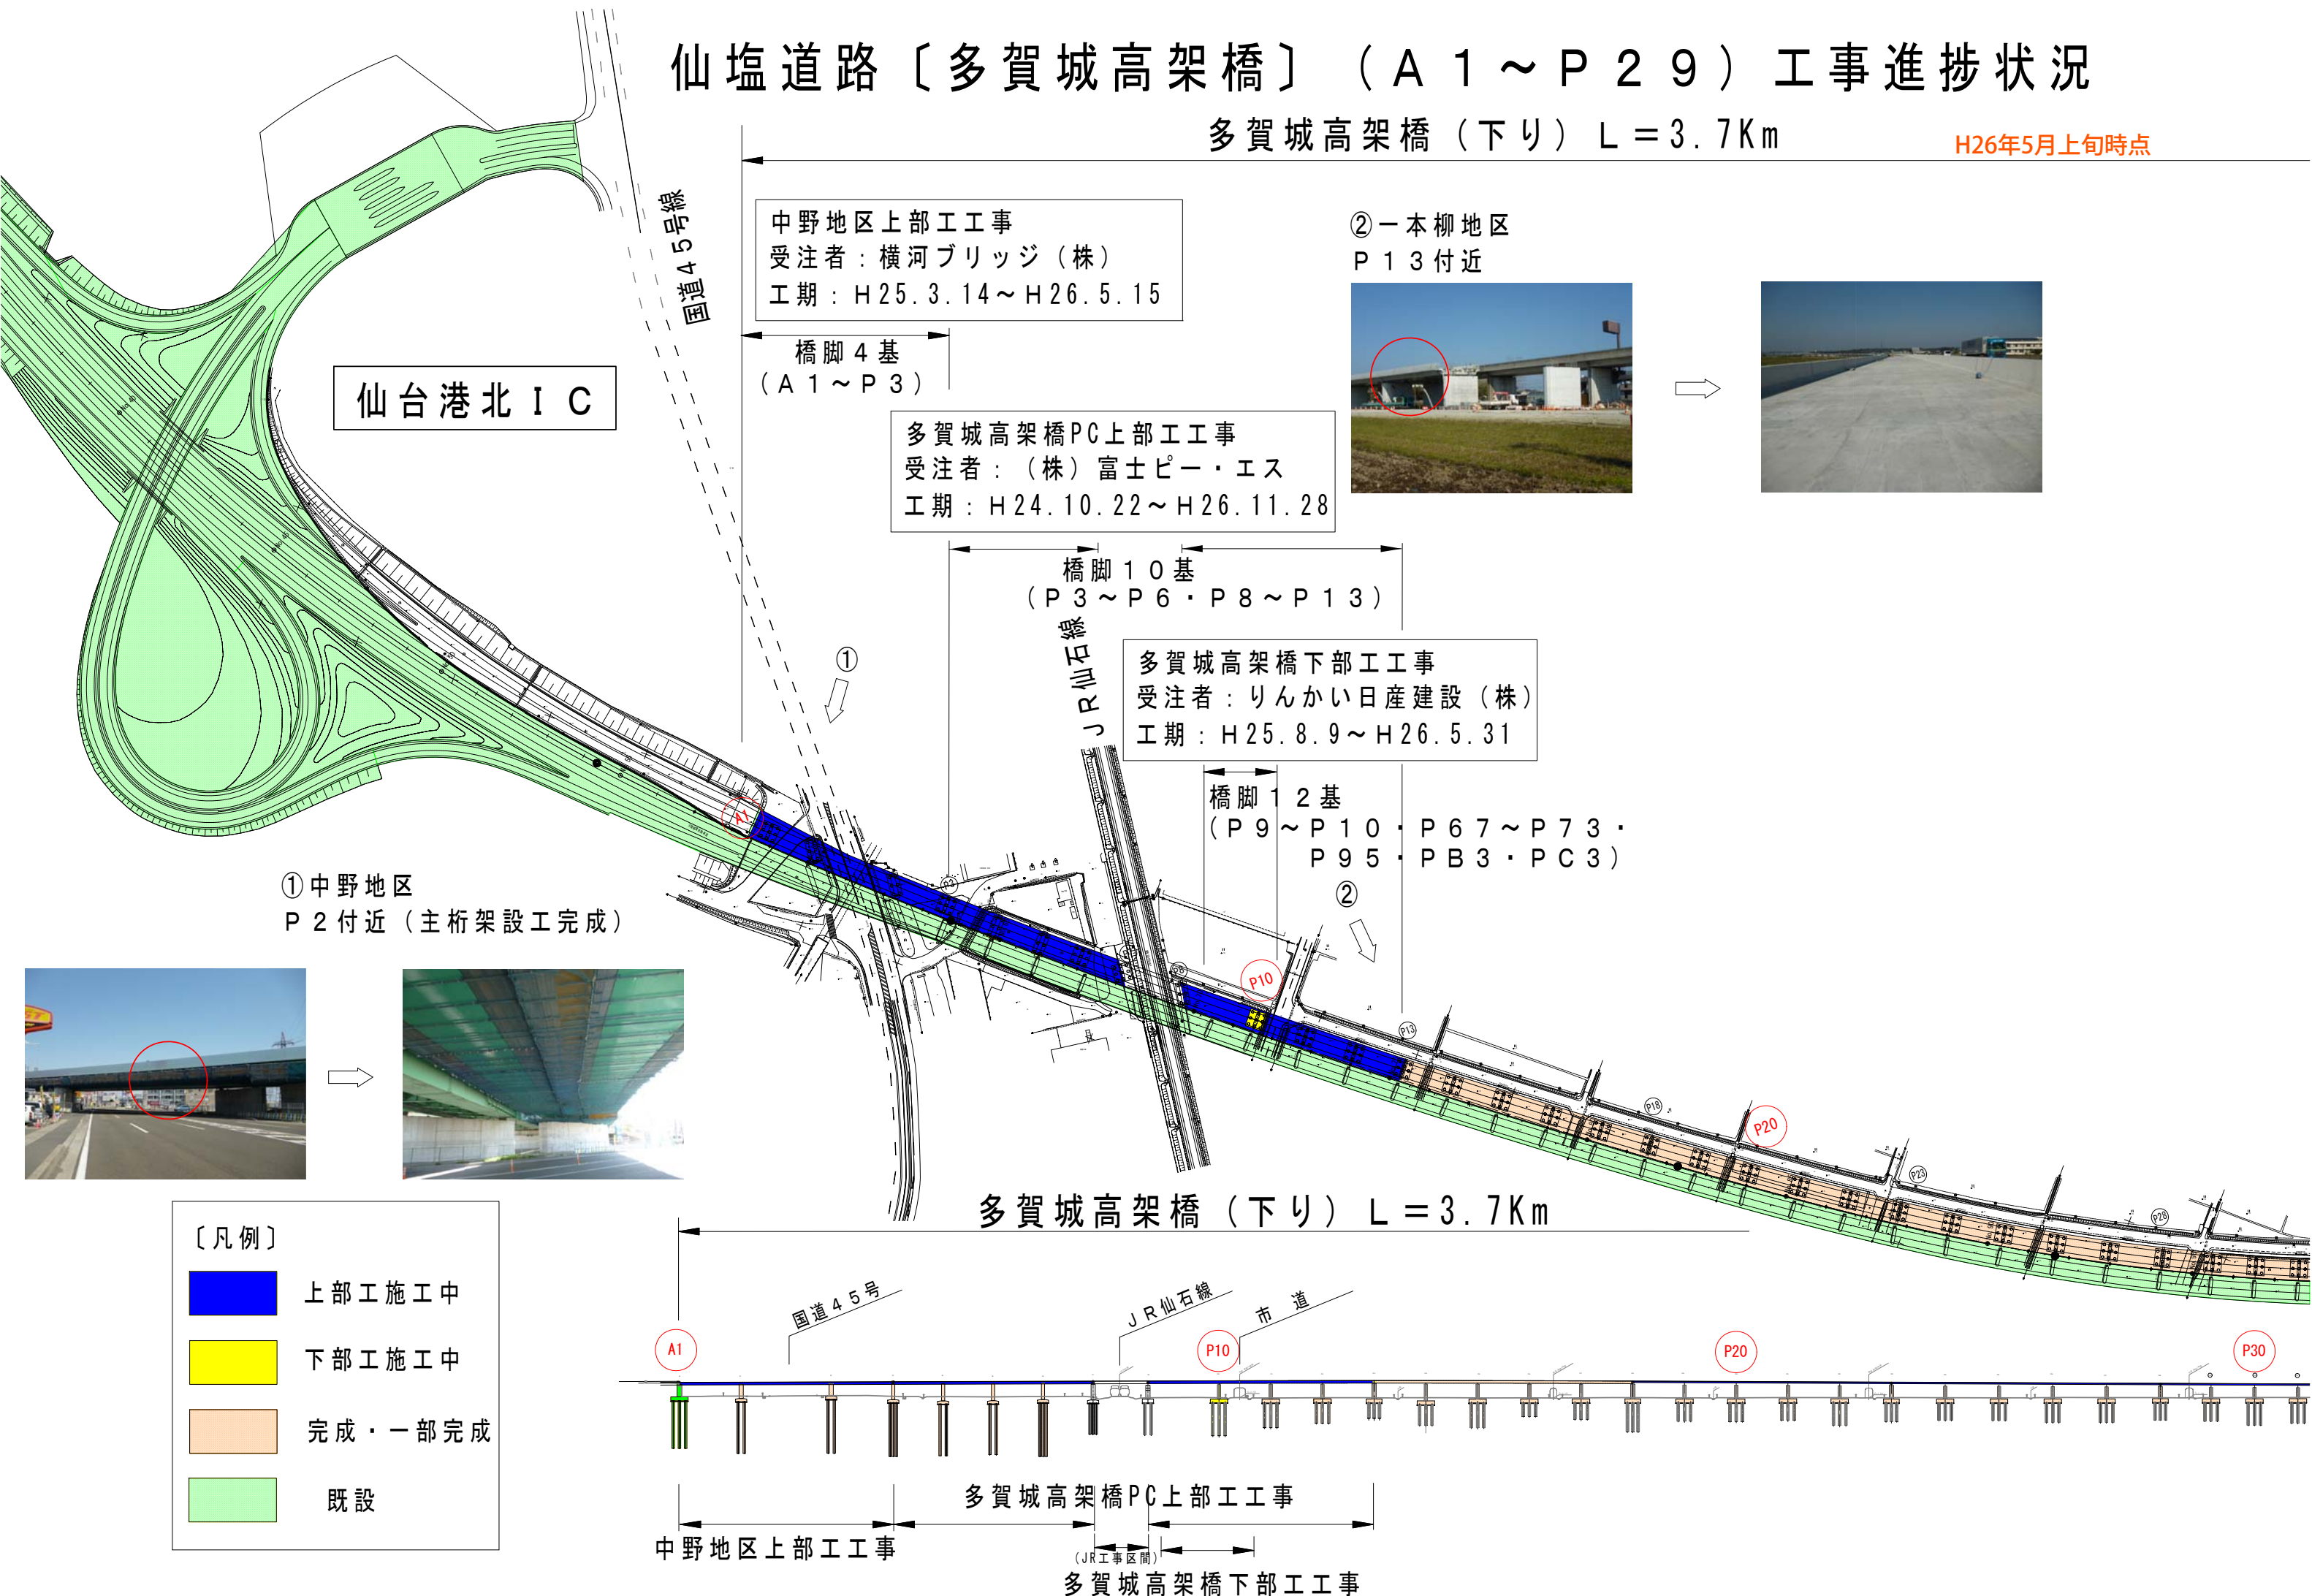 仙塩道路〔多賀城高架橋〕（Ａ１～Ｐ２９）工事進捗状況
多賀城高架橋（下り）Ｌ＝3.7Km
H26年5月上旬時点
国道４５号線
中野地区上部工工事
受注者：横河ブリッジ（株）
工期：H25.3.14～H26.5.15
橋脚４基
（Ａ１～Ｐ３）
②一本柳地区
Ｐ１３付近
仙台港北ＩＣ
多賀城高架橋PC上部工工事
受注者：（株）富士ピー・エス
工期：H24.10.22～H26.11.28
橋脚１０基
（Ｐ３～Ｐ６・Ｐ８～Ｐ１３）
ＪＲ仙石線
多賀城高架橋下部工工事
受注者：りんかい日産建設（株）
工期：H25.8.9～H26.5.31
橋脚１２基
（Ｐ９～Ｐ１０・Ｐ６７～Ｐ７３・
Ｐ９５・ＰＢ３・ＰＣ３）
①
②
A1
P3
P8
P10
P13
P18
P20
P23
P28
①中野地区
Ｐ２付近（主桁架設工完成）
〔凡例〕
上部工施工中
下部工施工中
完成・一部完成
既設
多賀城高架橋（下り）Ｌ＝3.7Km
国道４５号
ＪＲ仙石線
市道
A1
P10
P20
P30
多賀城高架橋PC上部工工事
中野地区上部工工事
（JR工事区間）
多賀城高架橋下部工工事